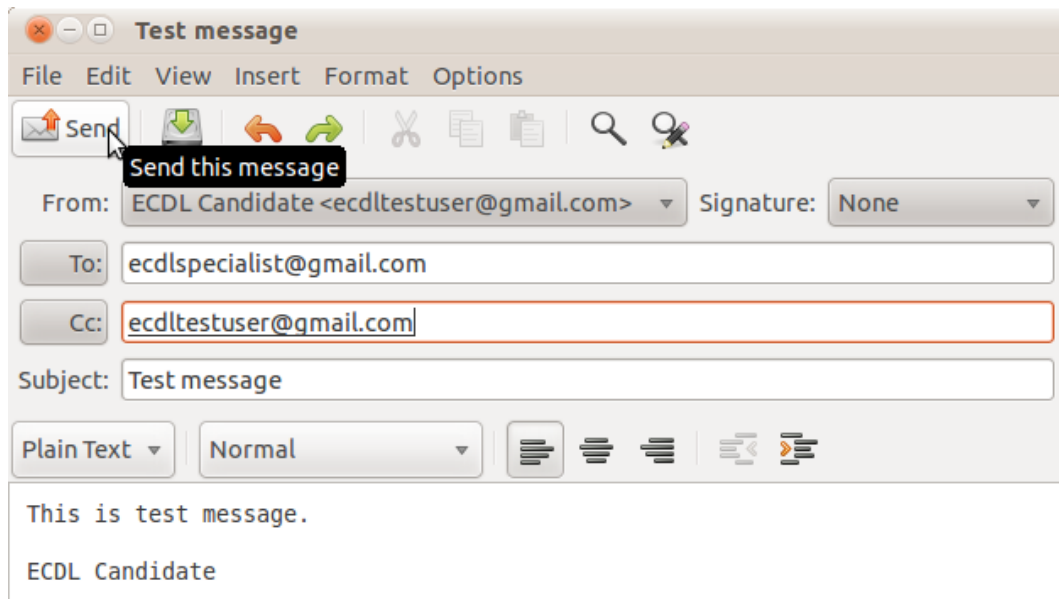 Test message
File Edit View Insert Format Options
Send
Send this message
From: ECDL Candidate <ecdltestuser@gmail.com> Signature: None
To: ecdlspecialist@gmail.com
Cc: ecdltestuser@gmail.com
Subject: Test message
Plain Text Normal
This is test message.
ECDL Candidate